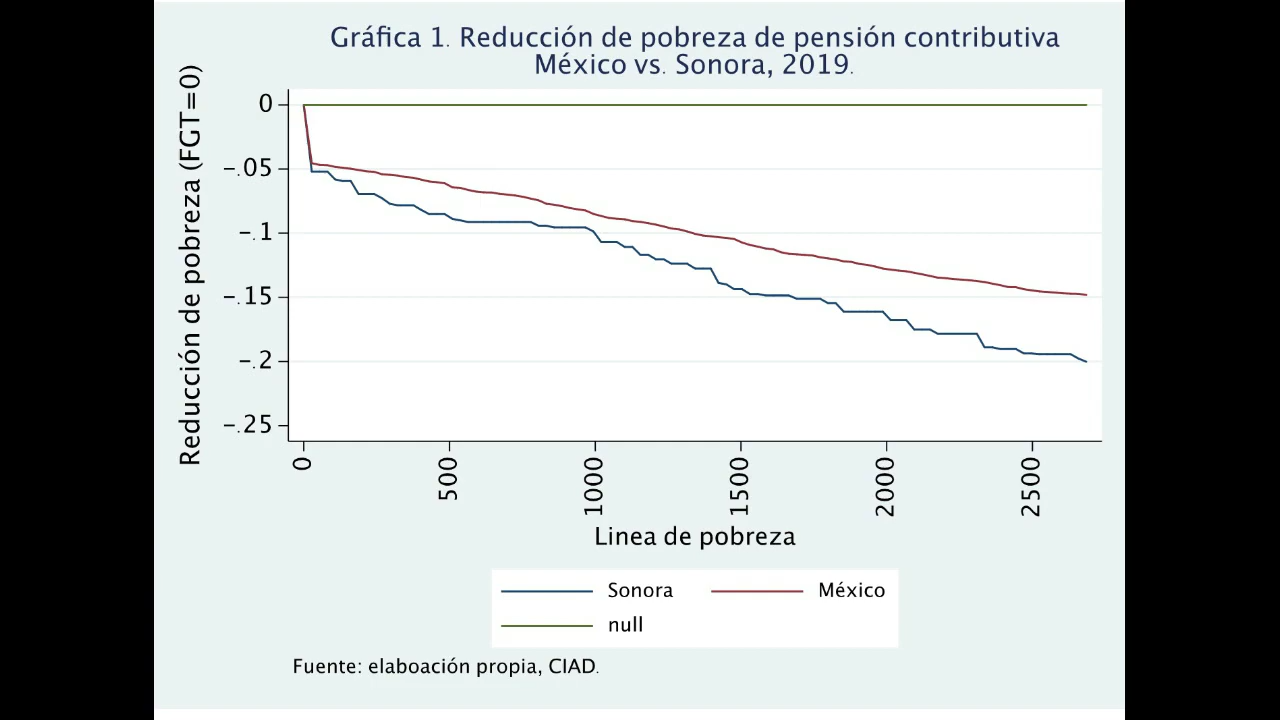 Gráfica 1. Reducción de pobreza de pensión contributiva
México vs. Sonora, 2019.
Reducción de pobreza (FGT=0)
0
-.05
-.1
-.15
-.2
-.25
0
500
1000
1500
2000
2500
Linea de pobreza
Sonora
México
null
Fuente: elaboación propia, CIAD.